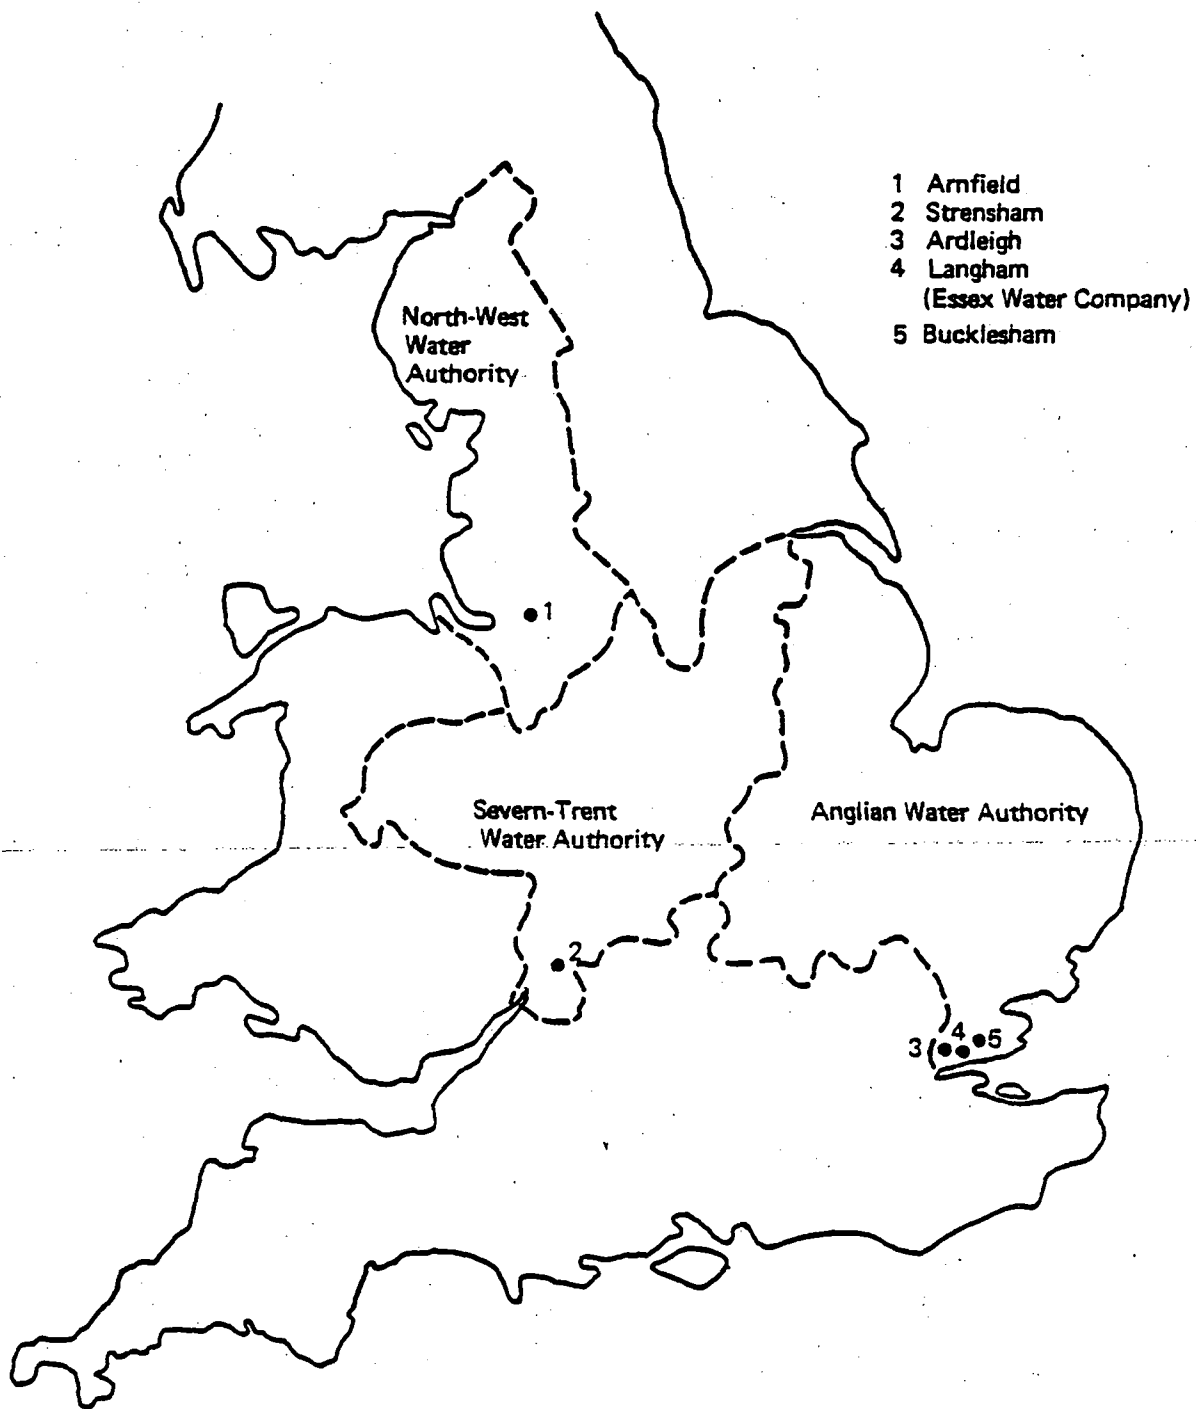 1 Arnfield
2 Strensham
3 Ardleigh
4 Langham
(Essex Water Company)
5 Bucklesham
North-West
Water
Authority
1
Severn-Trent
Water Authority
Anglian Water Authority
2
3
4
5